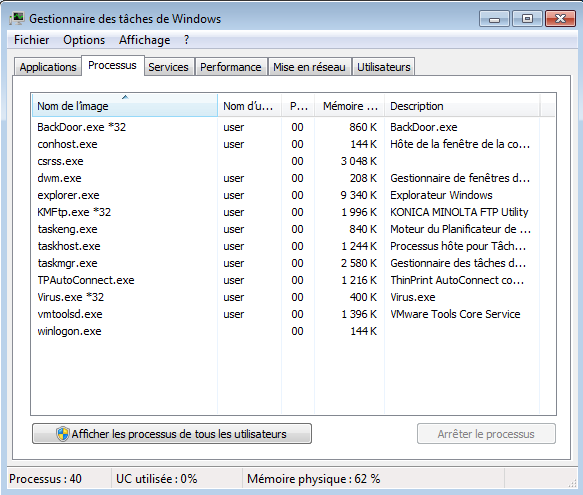 Gestionnaire des tâches de Windows
Fichier Options Affichage ?
Applications Processus Services Performance Mise en réseau Utilisateurs
Nom de l'image Nom d'u... P... Mémoire ... Description
BackDoor.exe *32 user 00 860 K BackDoor.exe
conhost.exe user 00 144 K Hôte de la fenêtre de la co...
csrss.exe 00 3 048 K
dwm.exe user 00 208 K Gestionnaire de fenêtres d...
explorer.exe user 00 9 340 K Explorateur Windows
KMFtp.exe *32 user 00 1 996 K KONICA MINOLTA FTP Utility
taskeng.exe user 00 840 K Moteur du Planificateur de ...
taskhost.exe user 00 1 244 K Processus hôte pour Tâch...
taskmgr.exe user 00 2 580 K Gestionnaire des tâches d...
TPAutoConnect.exe user 00 1 216 K ThinPrint AutoConnect co...
Virus.exe *32 user 00 400 K Virus.exe
vmtoolsd.exe user 00 1 396 K VMware Tools Core Service
winlogon.exe 00 144 K
Afficher les processus de tous les utilisateurs Arrêter le processus
Processus : 40 UC utilisée : 0% Mémoire physique : 62 %